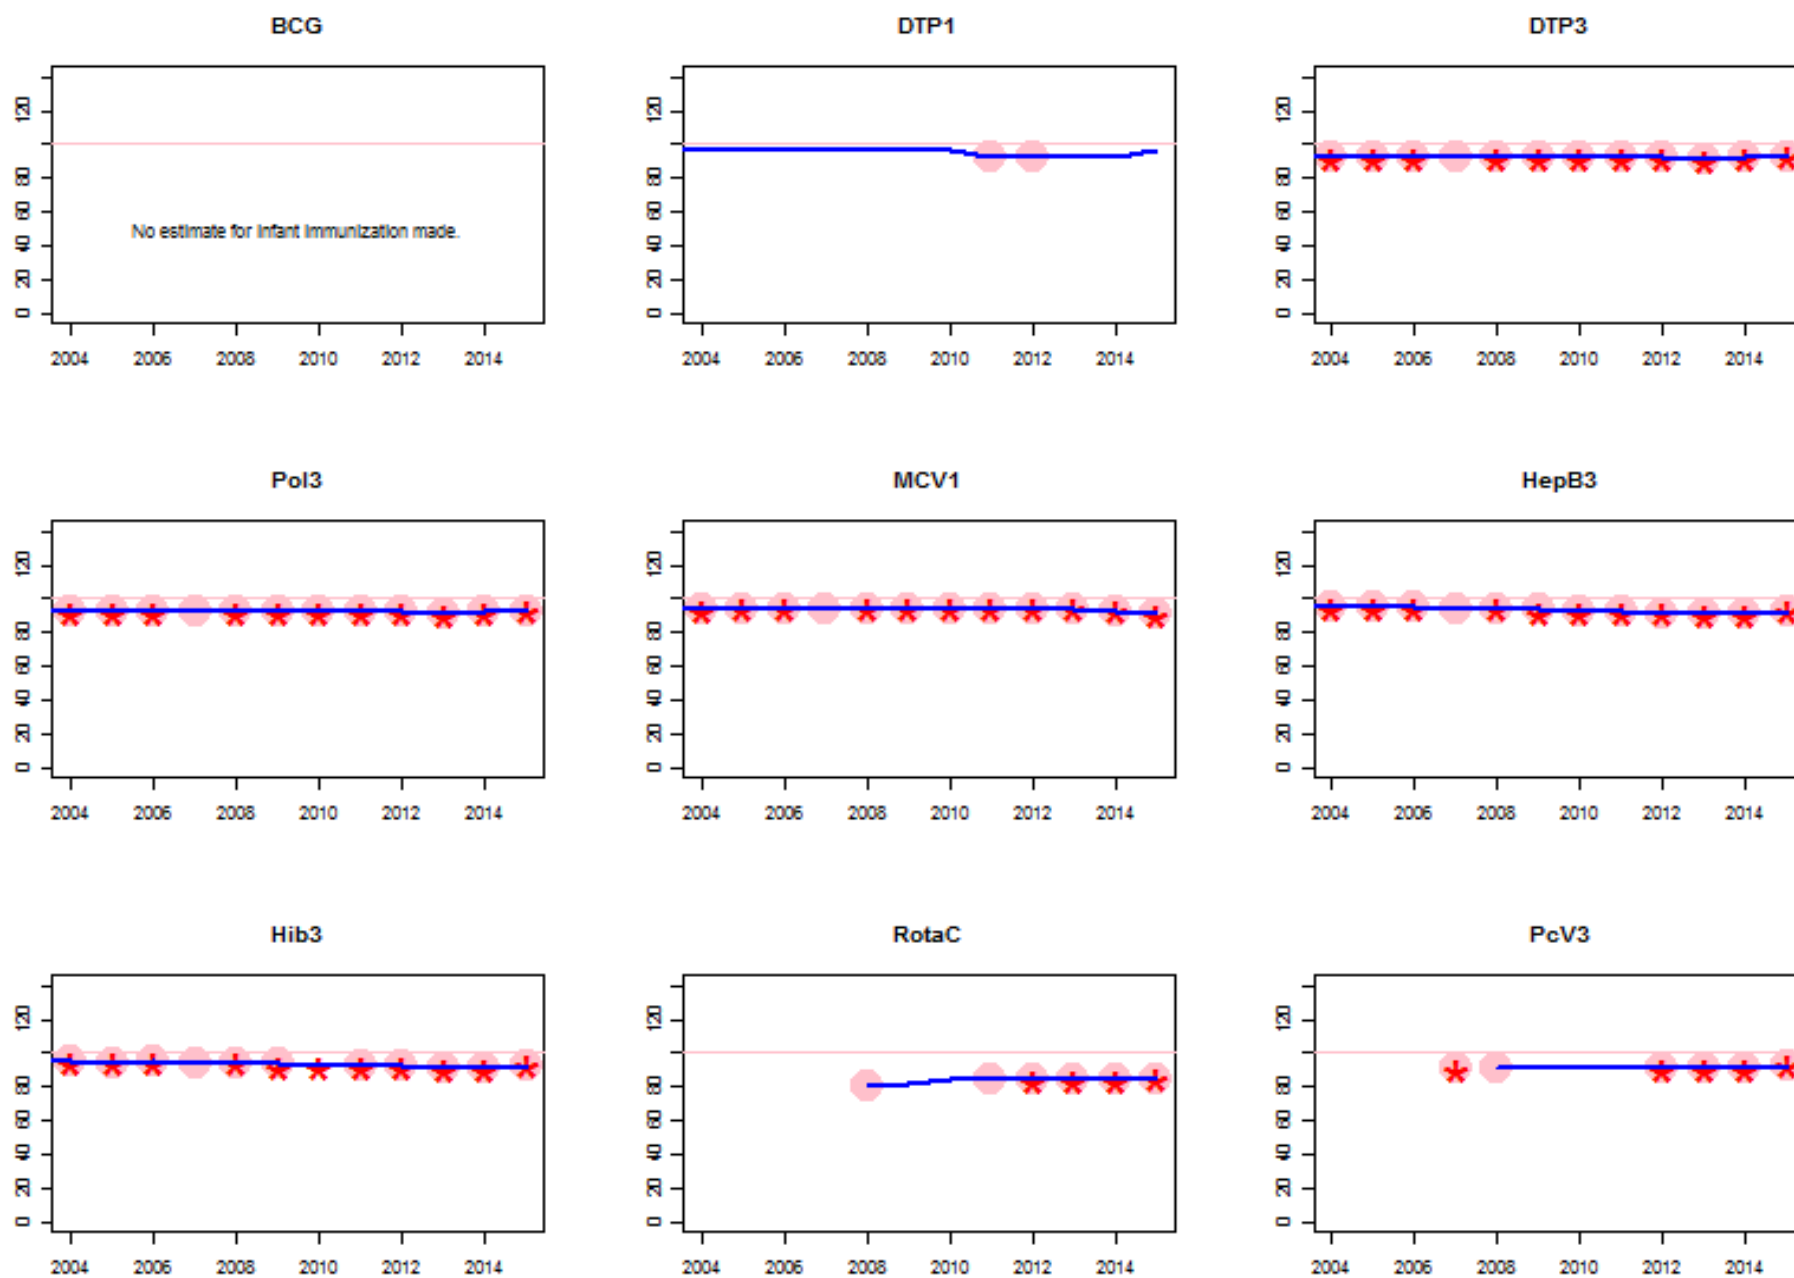 BCG
DTP1
DTP3
0 20 40 60 80 120
0 20 40 60 80 120
0 20 40 60 80 120
No estimate for infant immunization made.
2004 2006 2008 2010 2012 2014
2004 2006 2008 2010 2012 2014
2004 2006 2008 2010 2012 2014
Pol3
MCV1
HepB3
0 20 40 60 80 120
0 20 40 60 80 120
0 20 40 60 80 120
2004 2006 2008 2010 2012 2014
2004 2006 2008 2010 2012 2014
2004 2006 2008 2010 2012 2014
Hib3
RotaC
PcV3
0 20 40 60 80 120
0 20 40 60 80 120
0 20 40 60 80 120
2004 2006 2008 2010 2012 2014
2004 2006 2008 2010 2012 2014
2004 2006 2008 2010 2012 2014